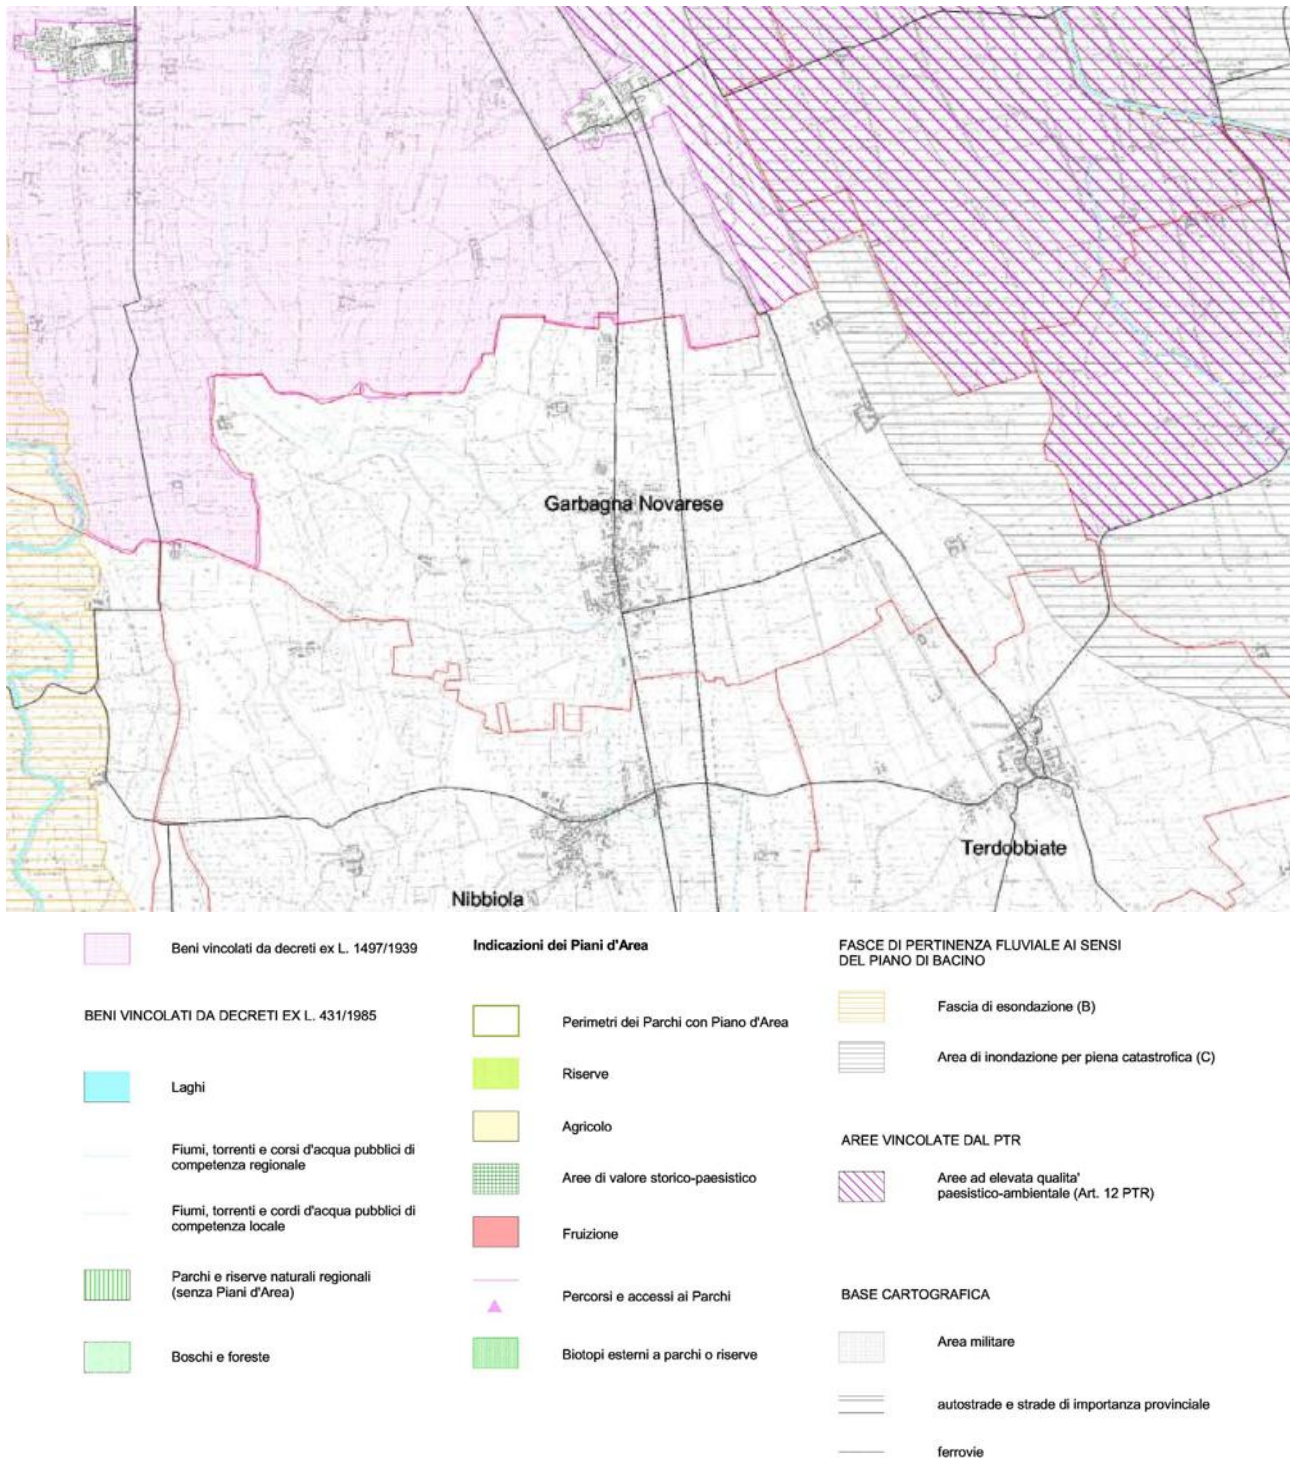 Garbagna Novarese
Terdobbiate
Nibbiola
Beni vincolati da decreti ex L. 1497/1939
BENI VINCOLATI DA DECRETI EX L. 431/1985
Laghi
Fiumi, torrenti e corsi d'acqua pubblici di
competenza regionale
Fiumi, torrenti e cordi d'acqua pubblici di
competenza locale
Parchi e riserve naturali regionali
(senza Piani d'Area)
Boschi e foreste
Indicazioni dei Piani d'Area
Perimetri dei Parchi con Piano d'Area
Riserve
Agricolo
Aree di valore storico-paesistico
Fruizione
Percorsi e accessi ai Parchi
Biotopi esterni a parchi o riserve
FASCE DI PERTINENZA FLUVIALE AI SENSI
DEL PIANO DI BACINO
Fascia di esondazione (B)
Area di inondazione per piena catastrofica (C)
AREE VINCOLATE DAL PTR
Aree ad elevata qualita'
paesistico-ambientale (Art. 12 PTR)
BASE CARTOGRAFICA
Area militare
autostrade e strade di importanza provinciale
ferrovie